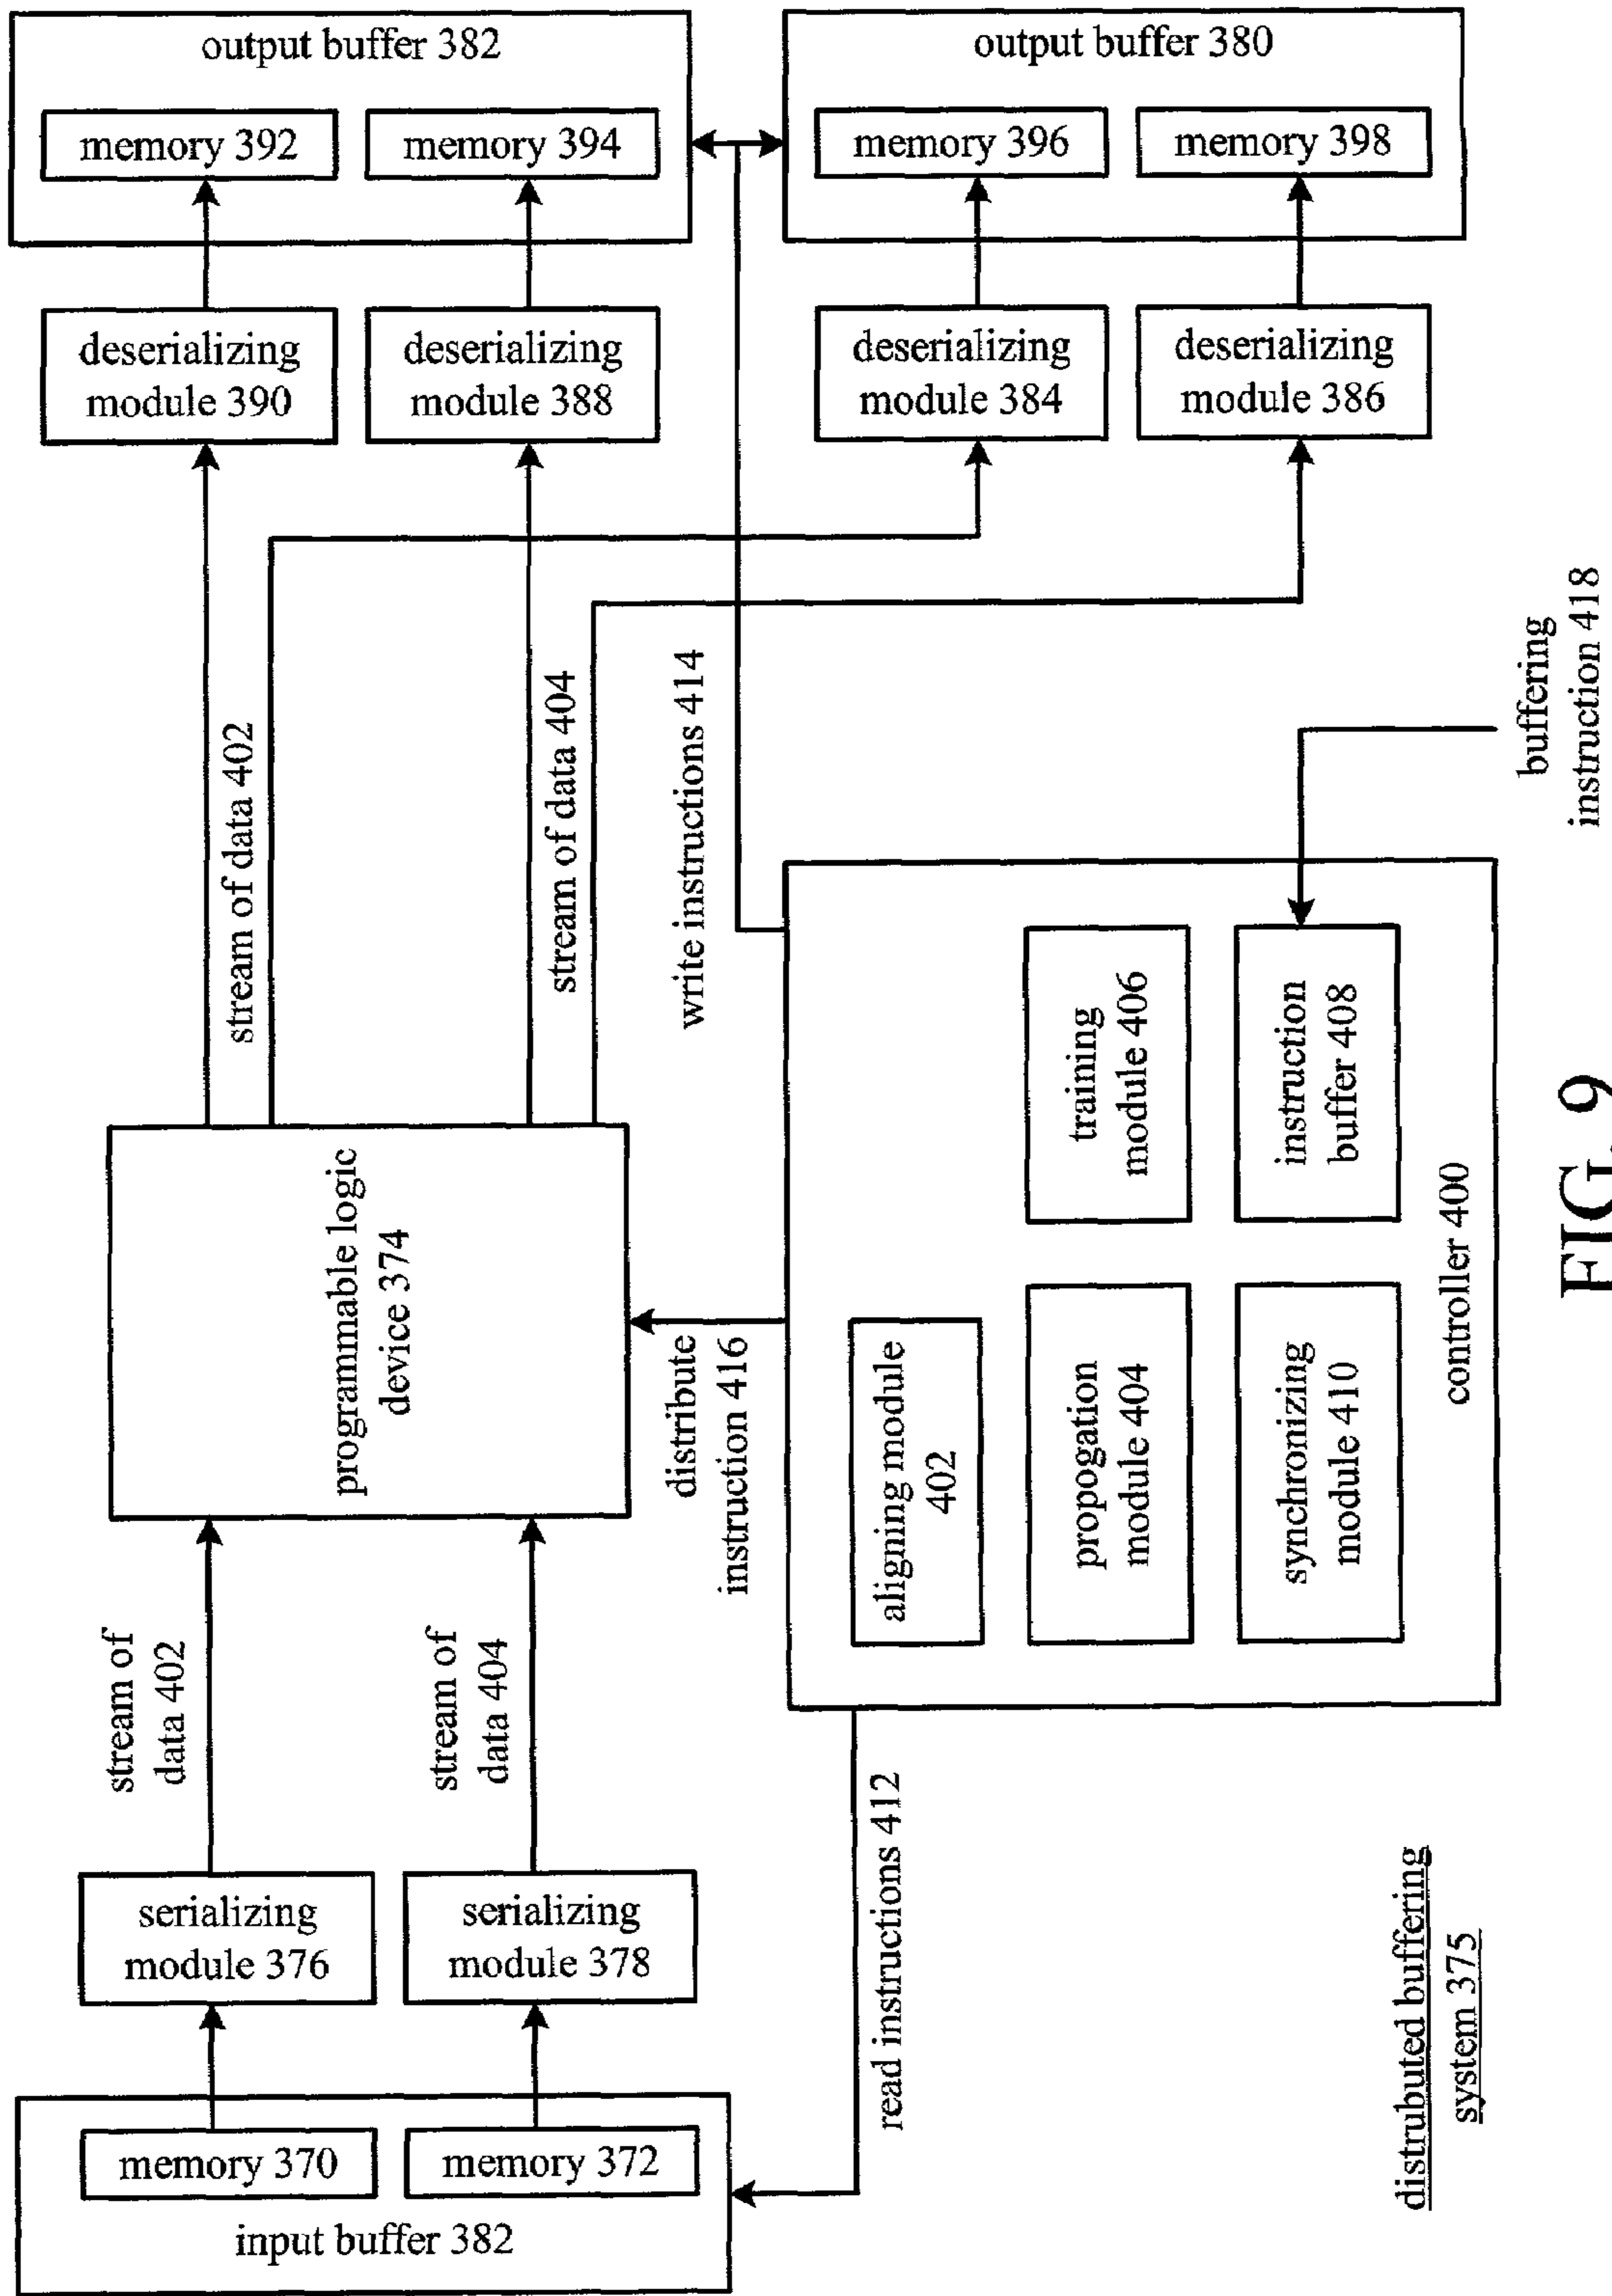 output buffer 382
memory 392
memory 394
output buffer 380
memory 396
memory 398
deserializing
module 390
deserializing
module 388
deserializing
module 384
deserializing
module 386
stream of data 402
stream of data 404
write instructions 414
buffering
instruction 418
programmable logic
device 374
distribute
instruction 416
aligning module
402
training
module 406
propogation
module 404
instruction
buffer 408
synchronizing
module 410
controller 400
stream of
data 402
stream of
data 404
serializing
module 376
serializing
module 378
read instructions 412
memory 370
memory 372
input buffer 382
distrubuted buffering
system 375
FIG. 9